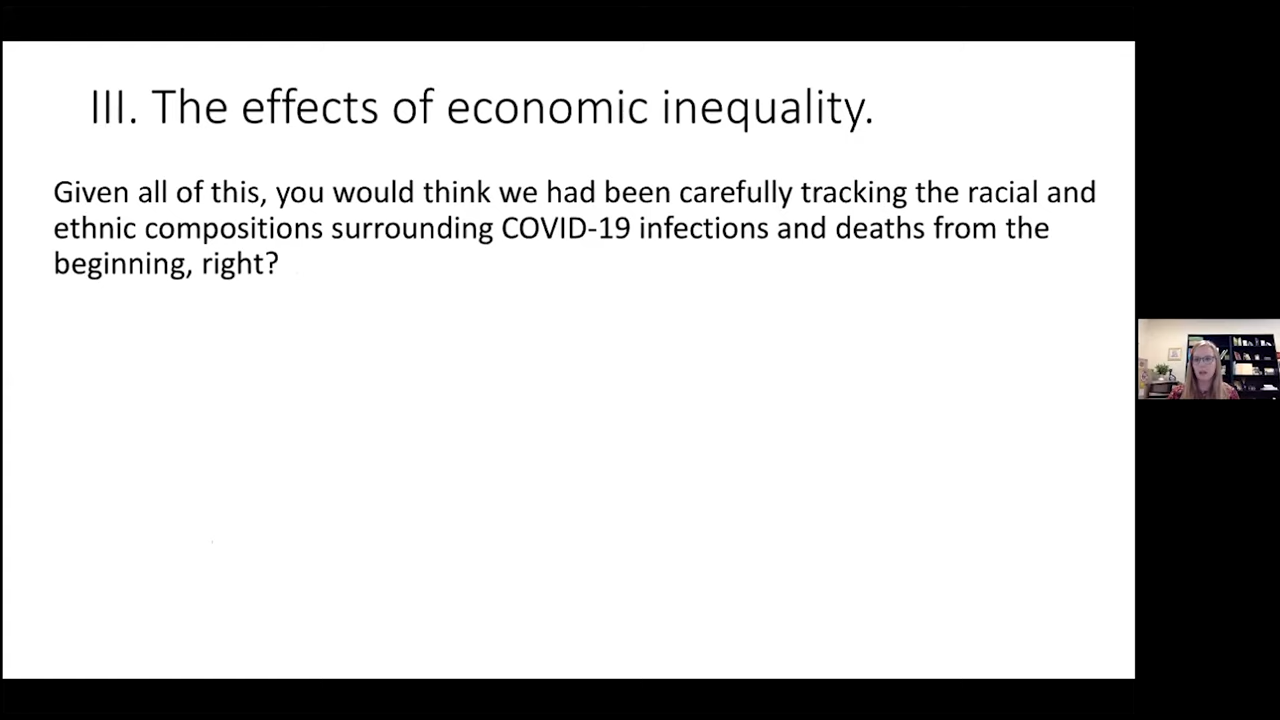 III. The effects of economic inequality.
Given all of this, you would think we had been carefully tracking the racial and
ethnic compositions surrounding COVID-19 infections and deaths from the
beginning, right?